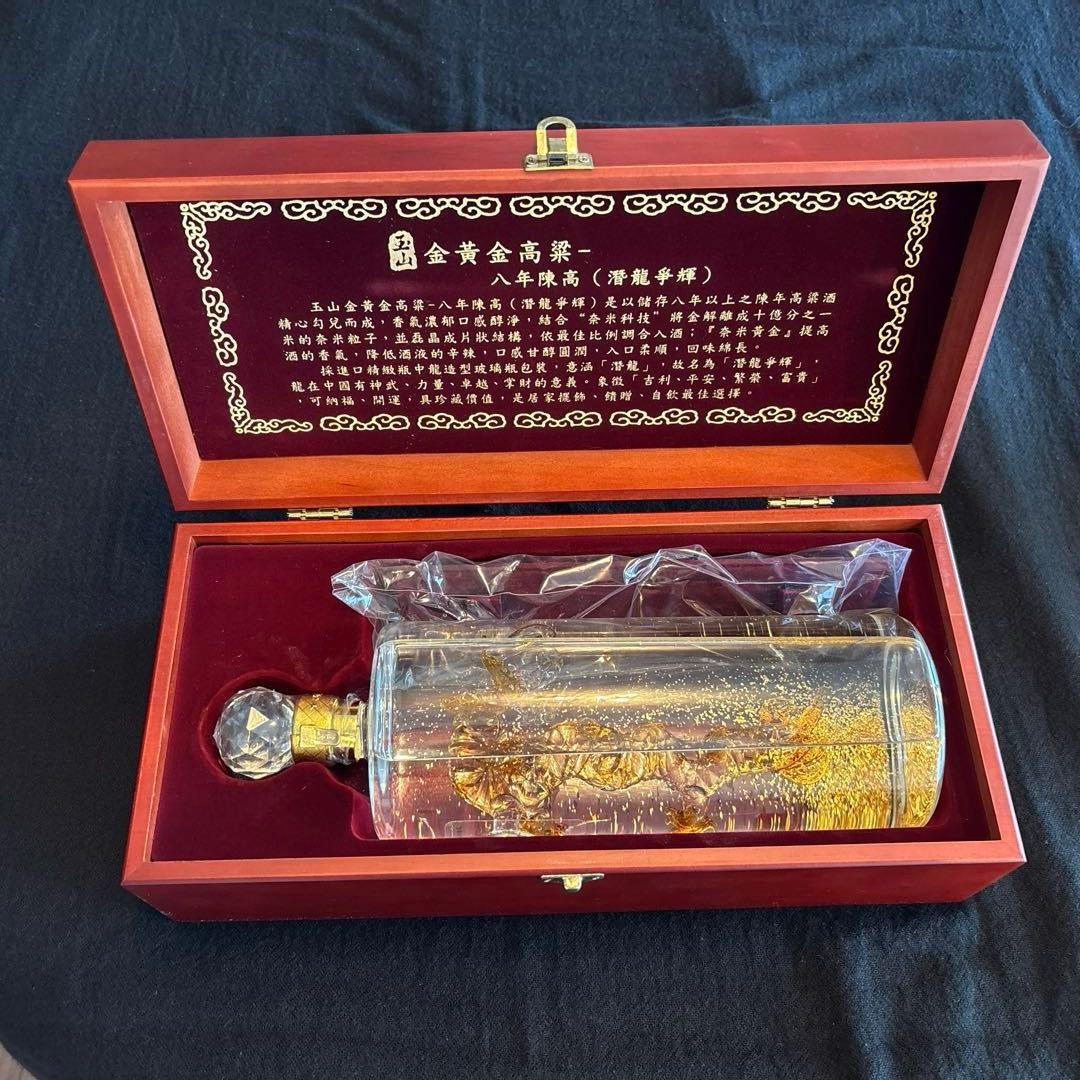 玉山 金黃金高粱-
八年陳高（潛龍爭輝）
玉山金黃金高粱-八年陳高（潛龍爭輝）是以儲存八年以上之陳年高粱酒
精心勾兌而成，香氣濃郁口感醇淨，結合"奈米科技"將金解離成十億分之一
米的奈米粒子，並磊晶成片狀結構，依最佳比例調合入酒；『奈米黃金』提高
酒的香氣，降低酒液的辛辣，口感甘醇圓潤，入口柔順，回味綿長。
採進口精緻瓶中龍造型玻璃瓶包裝，意涵「潛龍」，故名為「潛龍爭輝」，
龍在中國有神武、力量、卓越、掌財的意義。象徵「吉利、平安、繁榮、富貴」
，可納福、開運，具珍藏價值，是居家擺飾、餽贈、自飲最佳選擇。